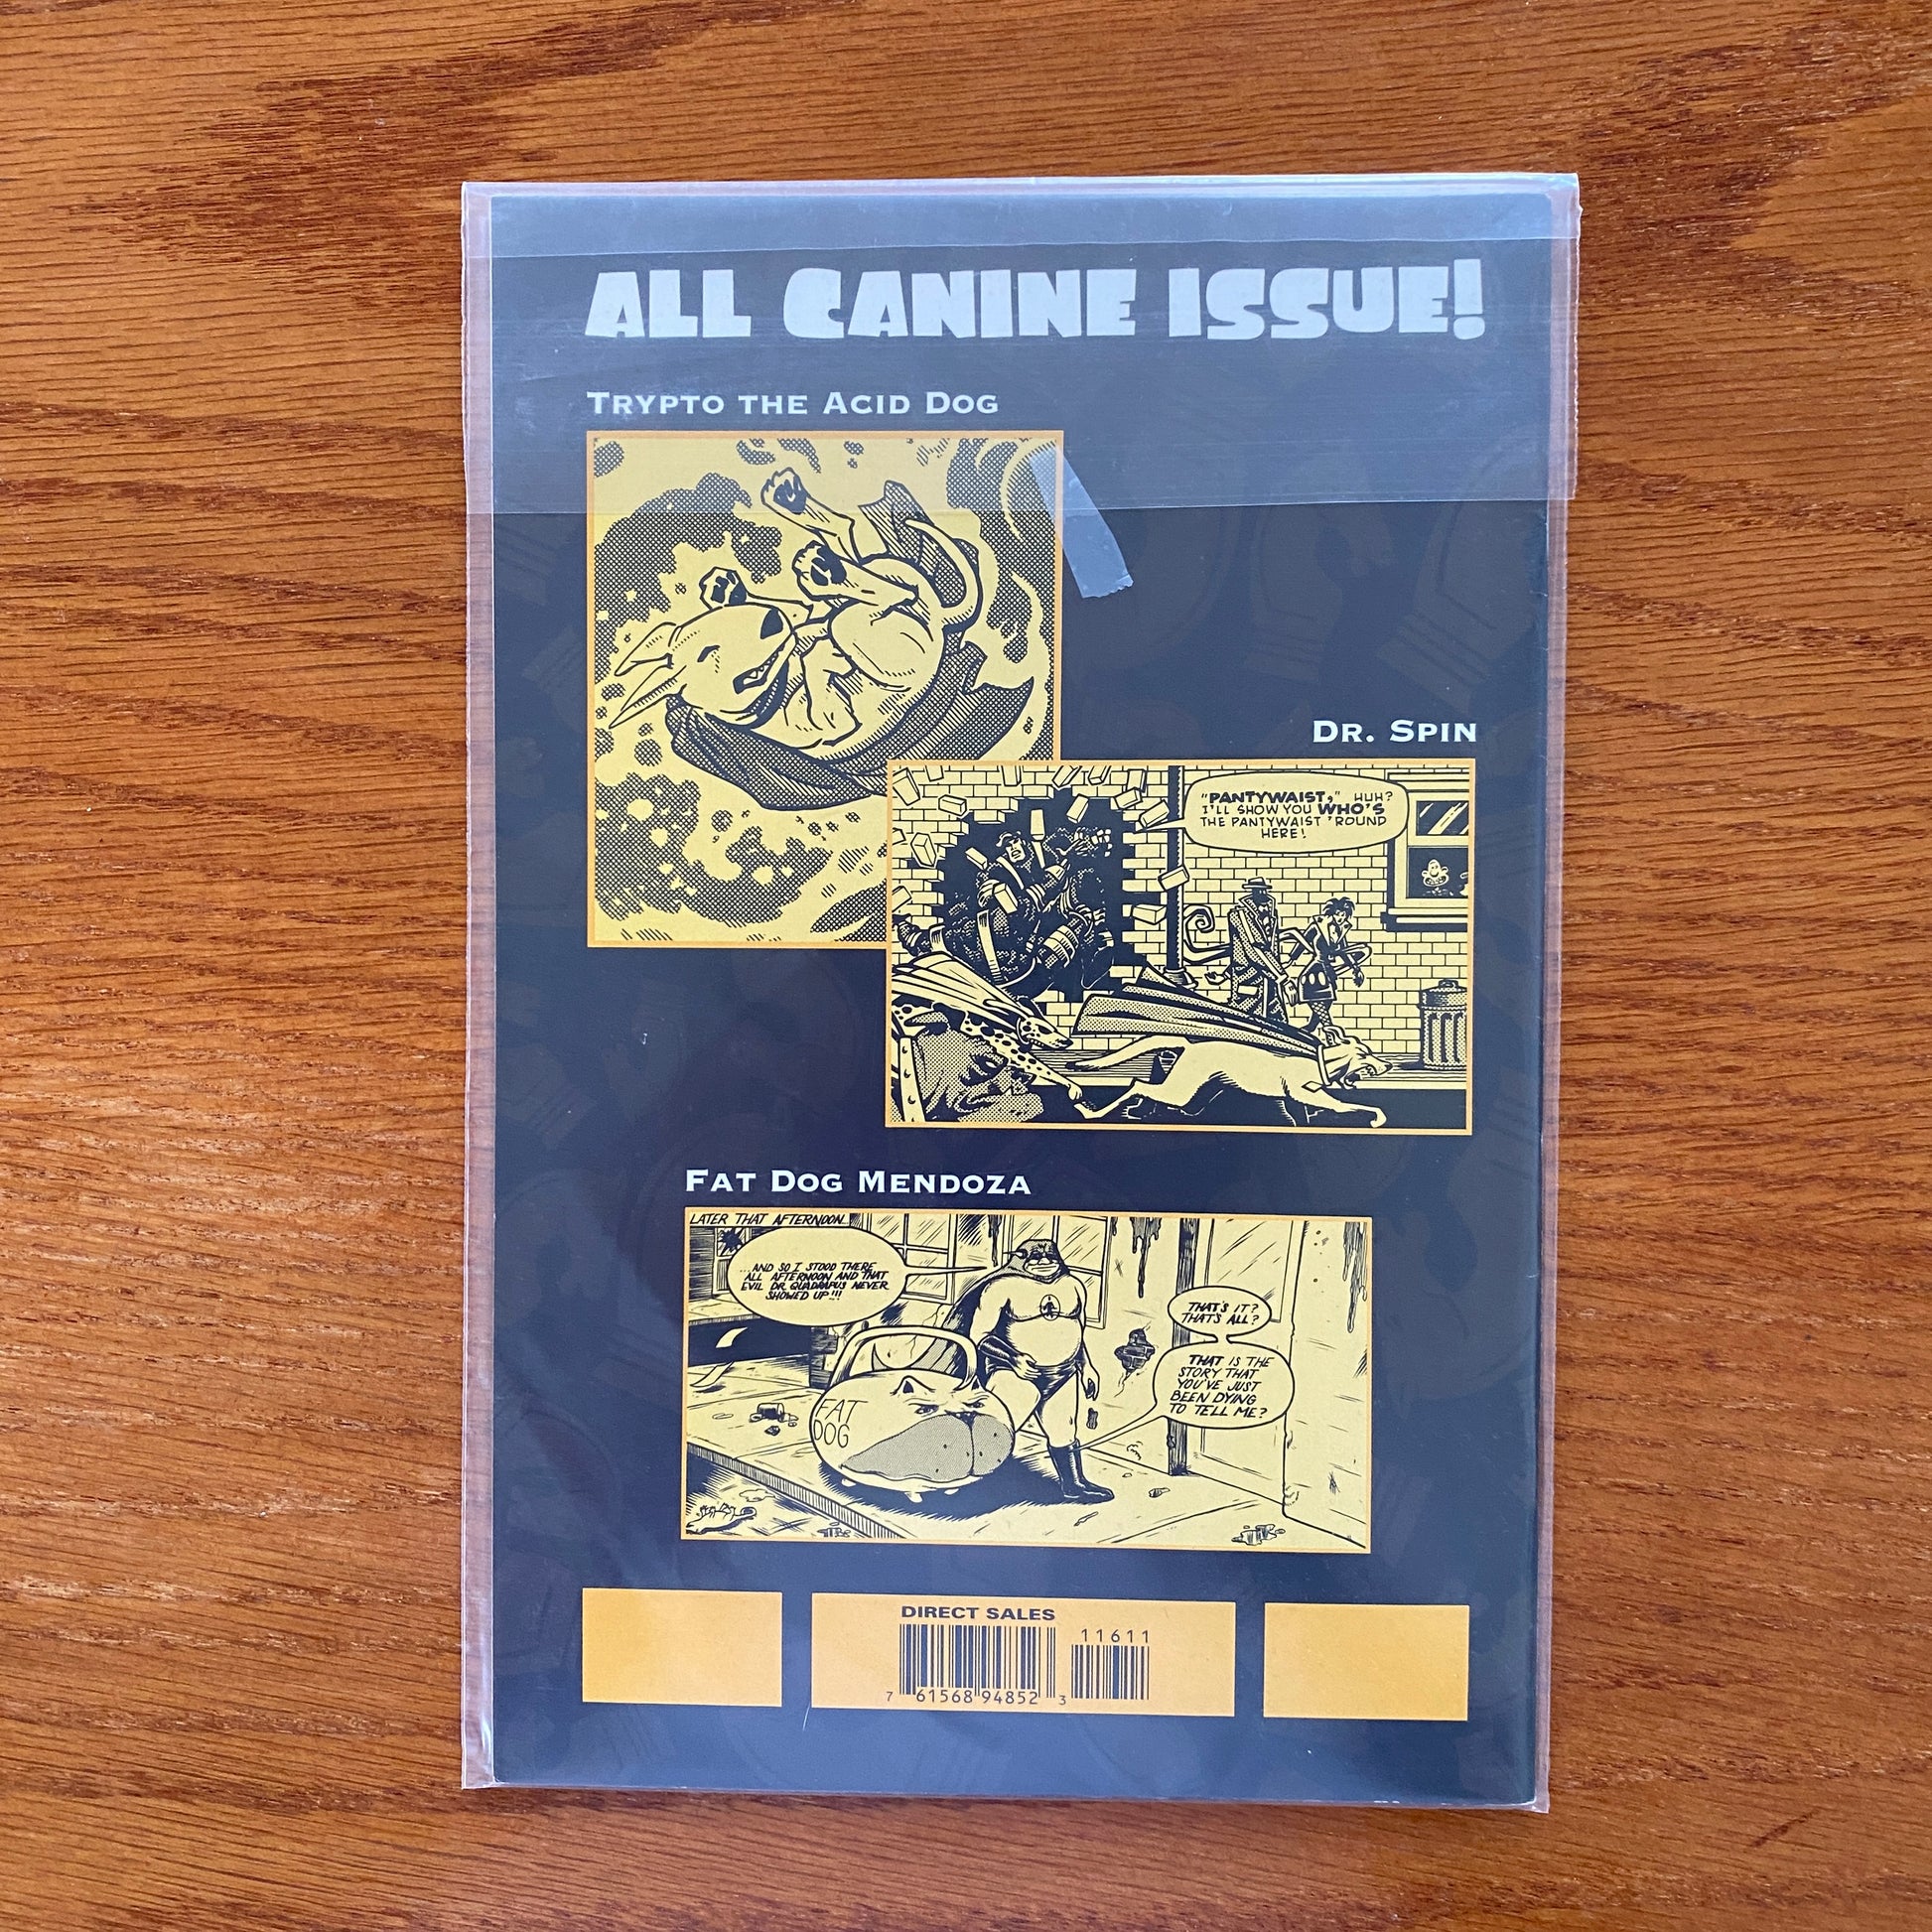 ALL CANINE ISSUE!
TRYPTO THE ACID DOG
DR. SPIN
"PANTYWAIST," HUH?
I'LL SHOW YOU WHO'S
THE PANTYWAIST 'ROUND
HERE!
FAT DOG MENDOZA
LATER THAT AFTERNOON...
...AND SO I STOOD THERE
ALL AFTERNOON AND THAT
EVIL DR. QUADRAPUS NEVER
SHOWED UP!!!
THAT'S IT?
THAT'S ALL?
THAT IS THE
STORY THAT
YOU'VE JUST
BEEN DYING
TO TELL ME?
FAT
DOG
DIRECT SALES
11611
7 61568 94852 3